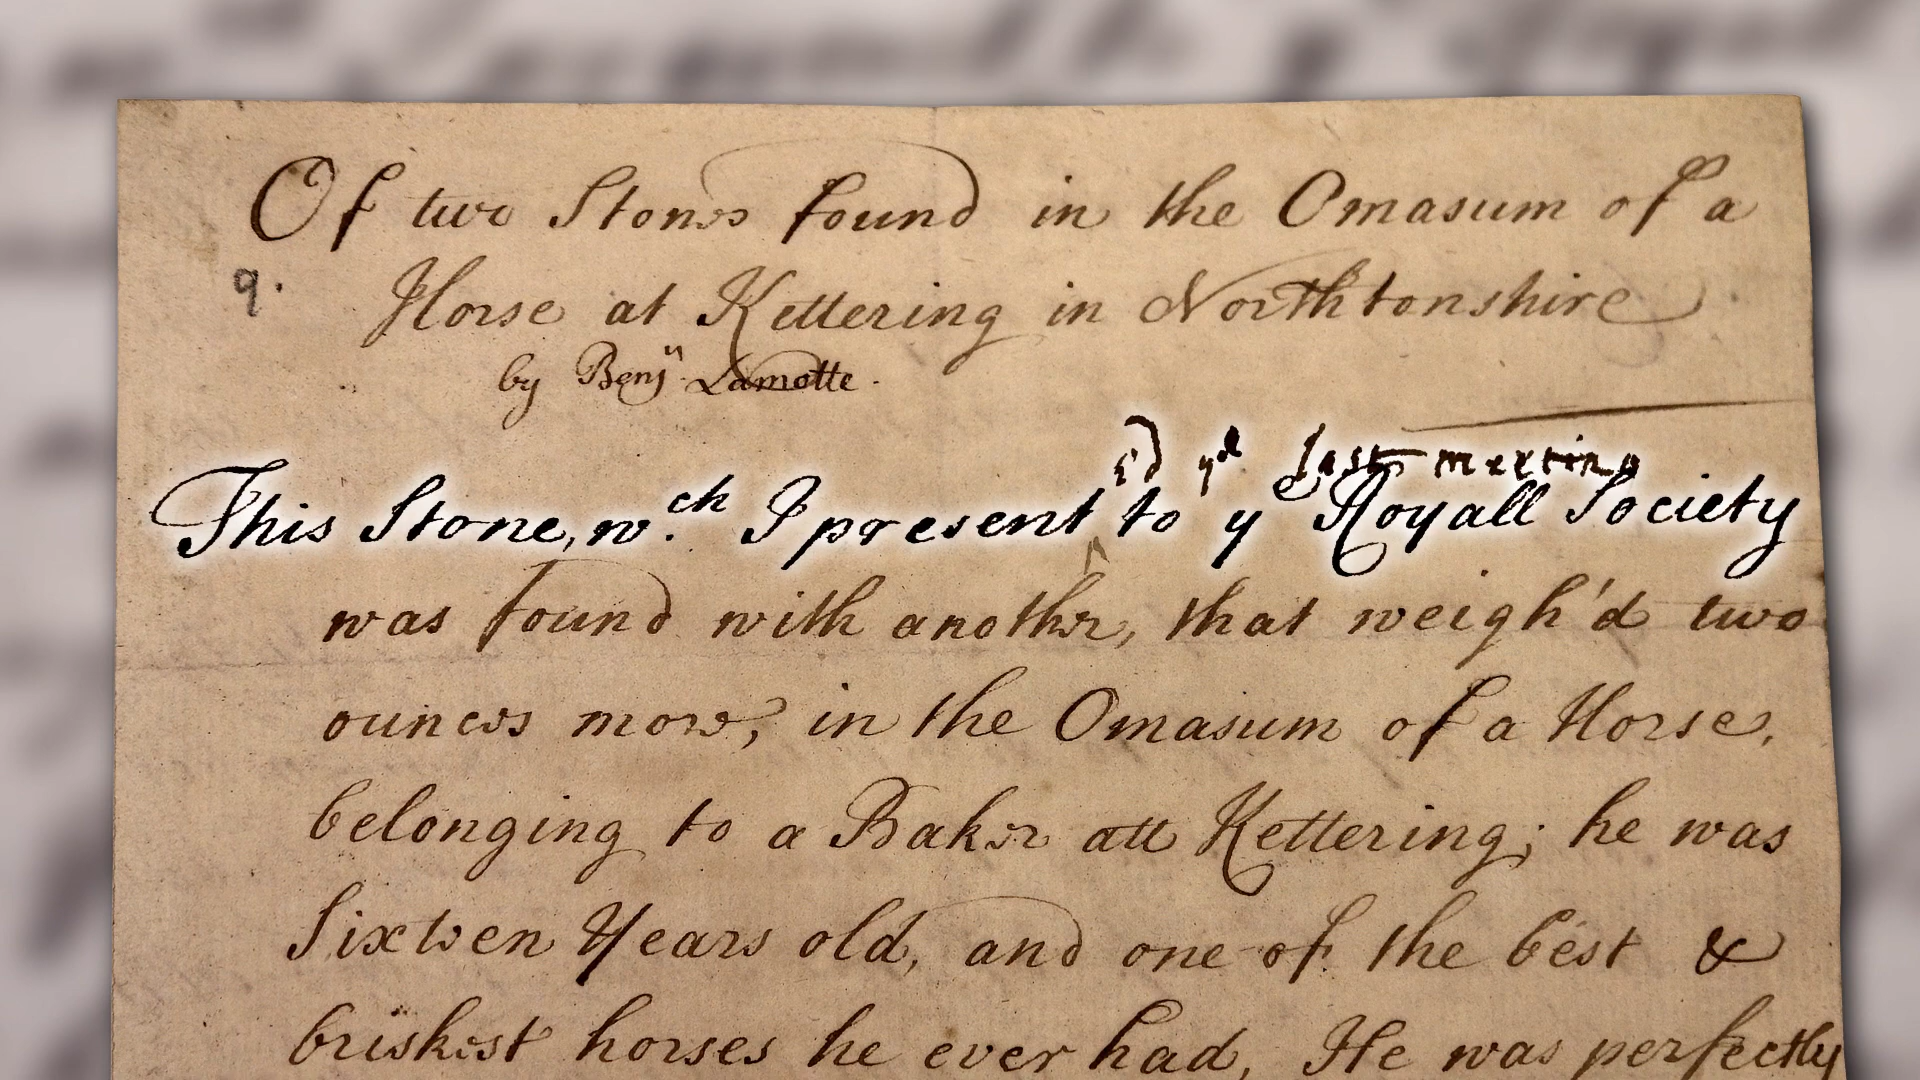 Of two Stones found in the Omasum of a
9.
Horse at Kettering in Northtonshire
by Benjn Lamotte.
last meeting
This Stone, wch I present to ye Royall Society
was found with another, that weigh'd two
ounces more, in the Omasum of a Horse,
belonging to a Baker att Kettering; he was
Sixteen Years old, and one of the best &
briskest horses he ever had, He was perfectly